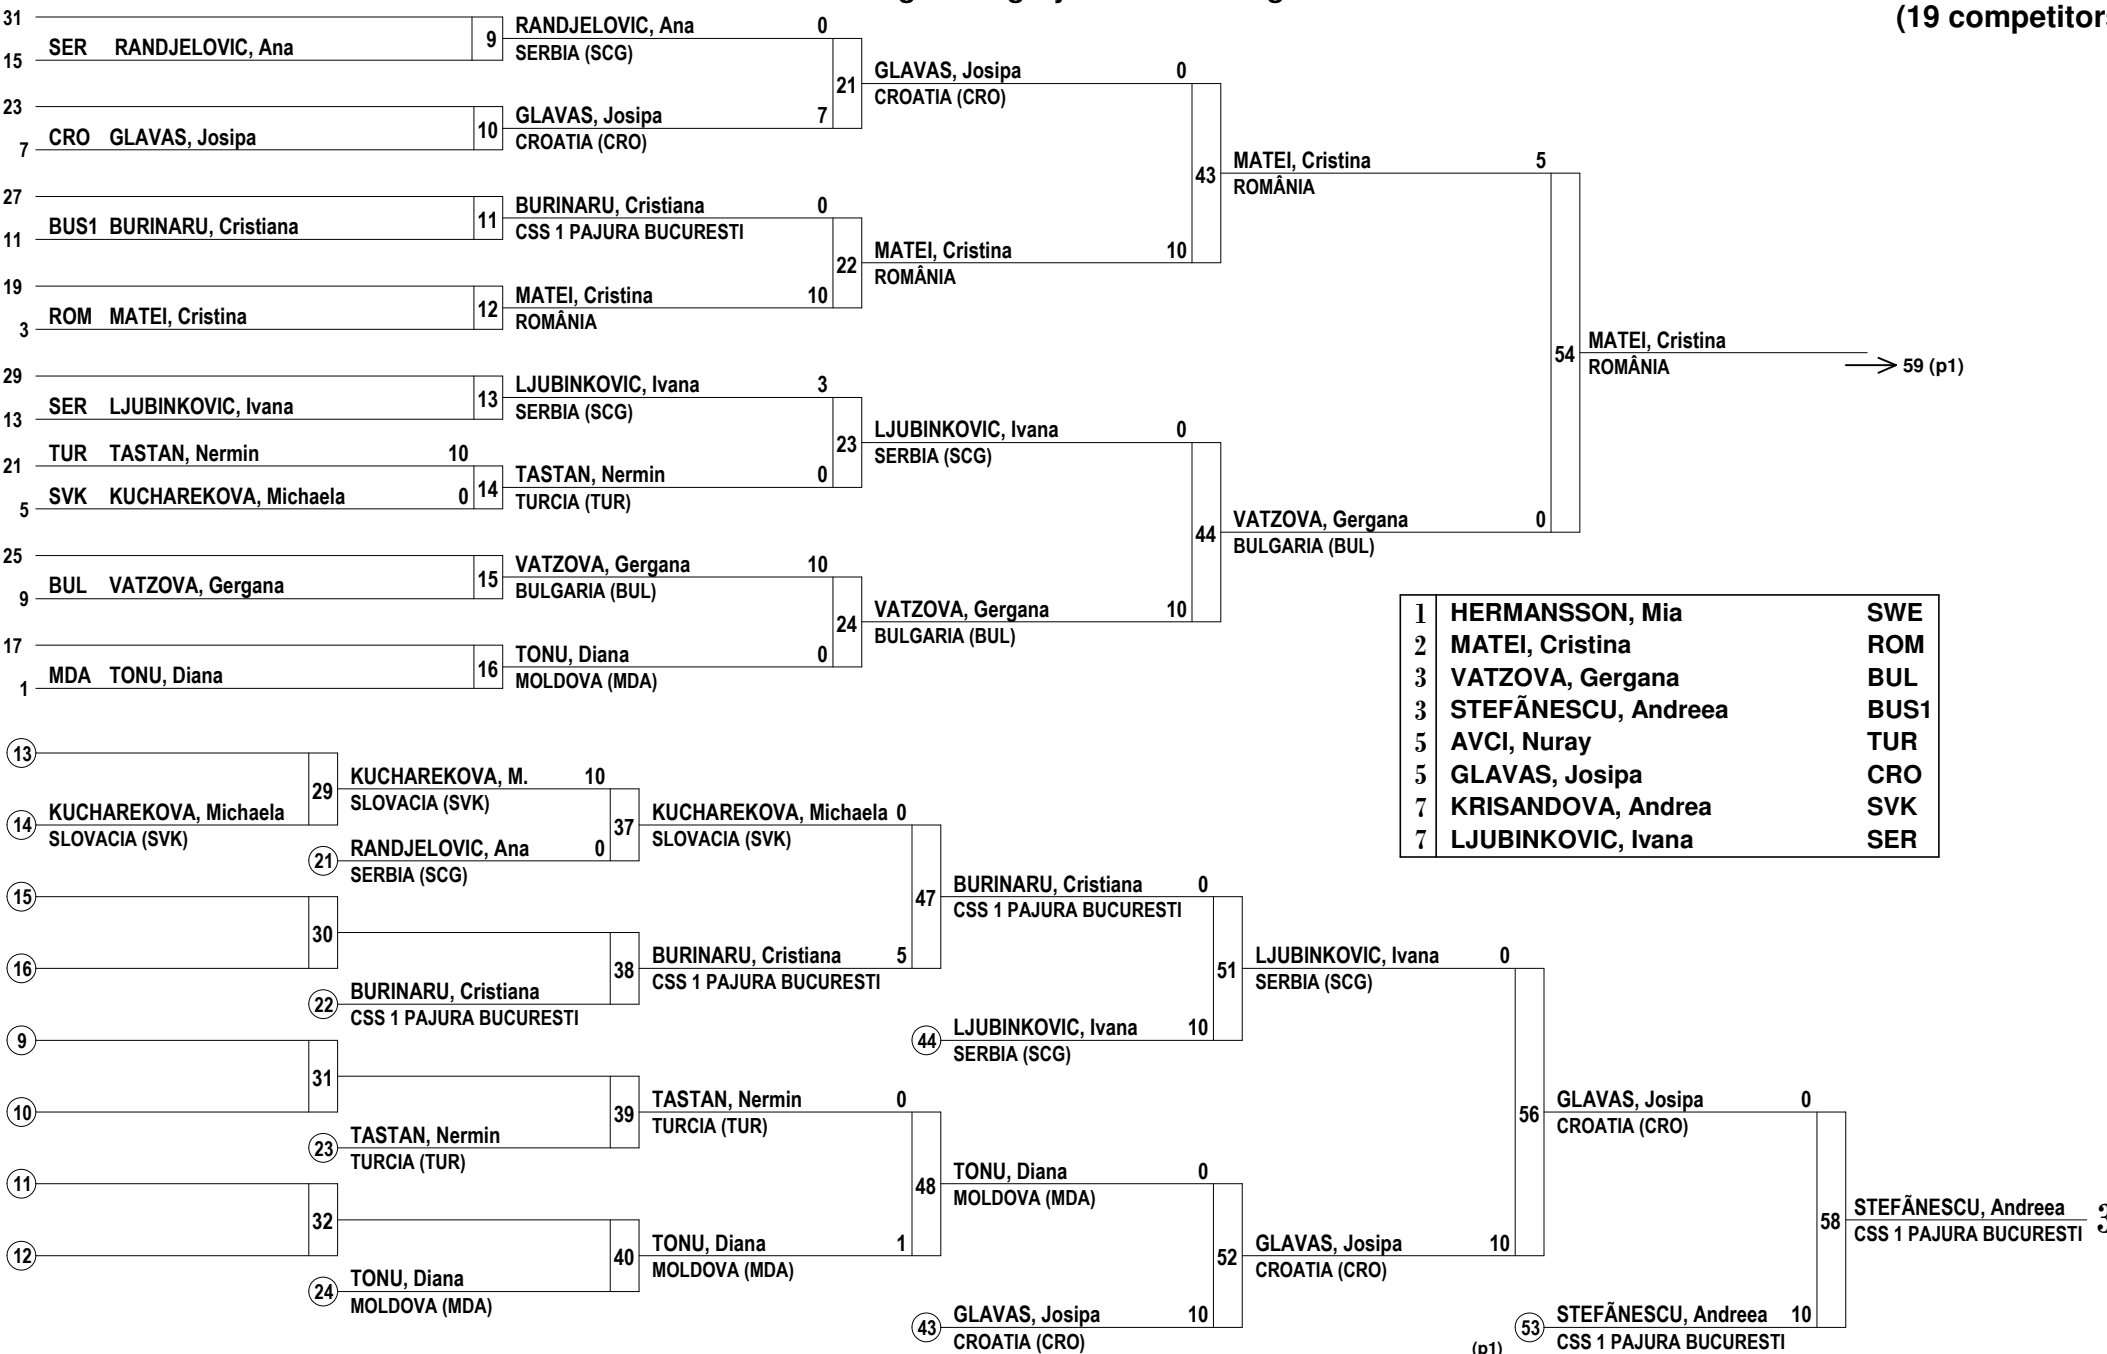 (19 competitors
31
15 SER RANDJELOVIC, Ana
9
RANDJELOVIC, Ana 0
SERBIA (SCG)
23
7 CRO GLAVAS, Josipa
10
GLAVAS, Josipa 7
CROATIA (CRO)
21
GLAVAS, Josipa 0
CROATIA (CRO)
27
11 BUS1 BURINARU, Cristiana
11
BURINARU, Cristiana 0
CSS 1 PAJURA BUCURESTI
19
3 ROM MATEI, Cristina
12
MATEI, Cristina 10
ROMÂNIA
22
MATEI, Cristina 10
ROMÂNIA
43
MATEI, Cristina 5
ROMÂNIA
29
13 SER LJUBINKOVIC, Ivana
13
LJUBINKOVIC, Ivana 3
SERBIA (SCG)
21 TUR TASTAN, Nermin 10
5 SVK KUCHAREKOVA, Michaela 0
14
TASTAN, Nermin 0
TURCIA (TUR)
23
LJUBINKOVIC, Ivana 0
SERBIA (SCG)
25
9 BUL VATZOVA, Gergana
15
VATZOVA, Gergana 10
BULGARIA (BUL)
17
1 MDA TONU, Diana
16
TONU, Diana 0
MOLDOVA (MDA)
24
VATZOVA, Gergana 10
BULGARIA (BUL)
44
VATZOVA, Gergana 0
BULGARIA (BUL)
54
MATEI, Cristina
ROMÂNIA
59 (p1)
1 HERMANSSON, Mia SWE
2 MATEI, Cristina ROM
3 VATZOVA, Gergana BUL
3 STEFÃNESCU, Andreea BUS1
5 AVCI, Nuray TUR
5 GLAVAS, Josipa CRO
7 KRISANDOVA, Andrea SVK
7 LJUBINKOVIC, Ivana SER
13
14 KUCHAREKOVA, Michaela
SLOVACIA (SVK)
29
KUCHAREKOVA, M. 10
SLOVACIA (SVK)
21 RANDJELOVIC, Ana 0
SERBIA (SCG)
37
KUCHAREKOVA, Michaela 0
SLOVACIA (SVK)
15
16
30
22 BURINARU, Cristiana
CSS 1 PAJURA BUCURESTI
38
BURINARU, Cristiana 5
CSS 1 PAJURA BUCURESTI
47
BURINARU, Cristiana 0
CSS 1 PAJURA BUCURESTI
44 LJUBINKOVIC, Ivana 10
SERBIA (SCG)
51
LJUBINKOVIC, Ivana 0
SERBIA (SCG)
9
10
31
23 TASTAN, Nermin
TURCIA (TUR)
39
TASTAN, Nermin 0
TURCIA (TUR)
11
12
32
24 TONU, Diana
MOLDOVA (MDA)
40
TONU, Diana 1
MOLDOVA (MDA)
48
TONU, Diana 0
MOLDOVA (MDA)
43 GLAVAS, Josipa 10
CROATIA (CRO)
52
GLAVAS, Josipa 10
CROATIA (CRO)
56
GLAVAS, Josipa 0
CROATIA (CRO)
(p1)
53 STEFÃNESCU, Andreea 10
CSS 1 PAJURA BUCURESTI
58
STEFÃNESCU, Andreea 3
CSS 1 PAJURA BUCURESTI